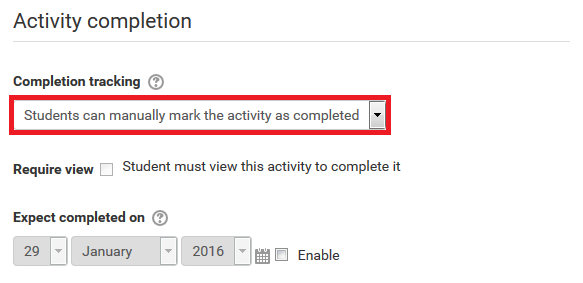 Activity completion
Completion tracking
Students can manually mark the activity as completed
Require view Student must view this activity to complete it
Expect completed on
29 January 2016 Enable